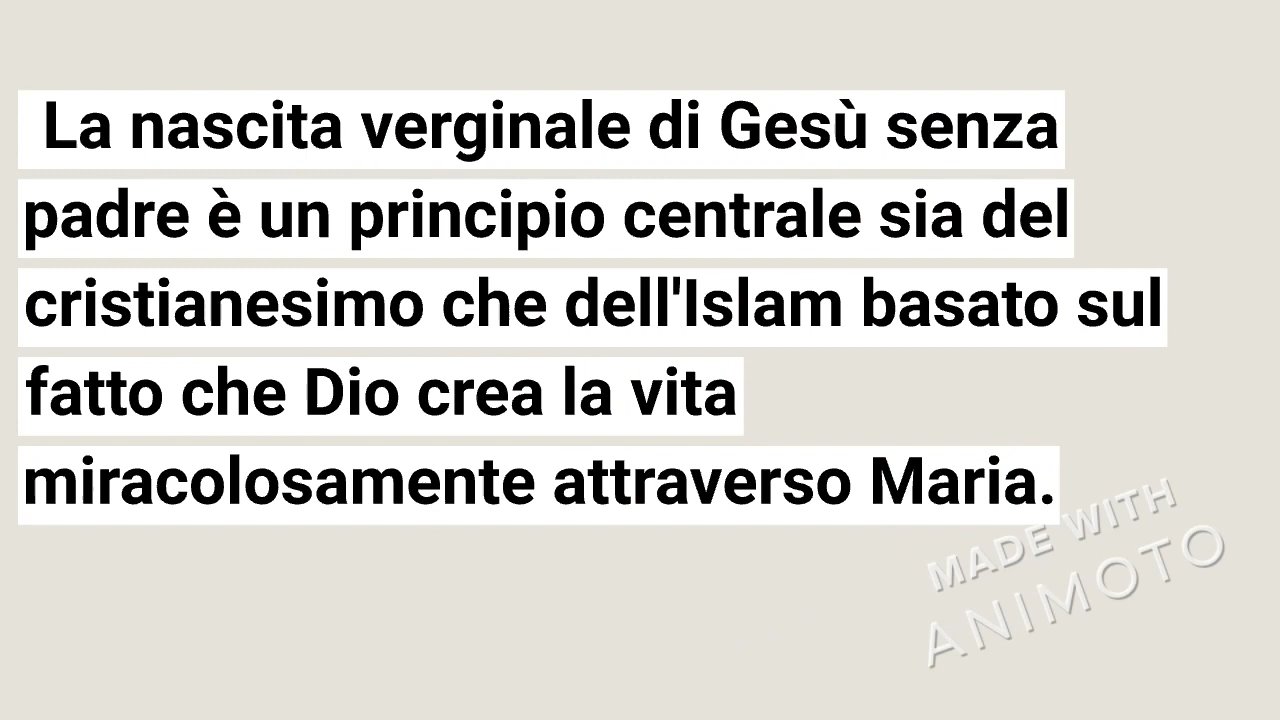 La nascita verginale di Gesù senza
padre è un principio centrale sia del
cristianesimo che dell'Islam basato sul
fatto che Dio crea la vita
miracolosamente attraverso Maria.
MADE WITH
ANIMOTO